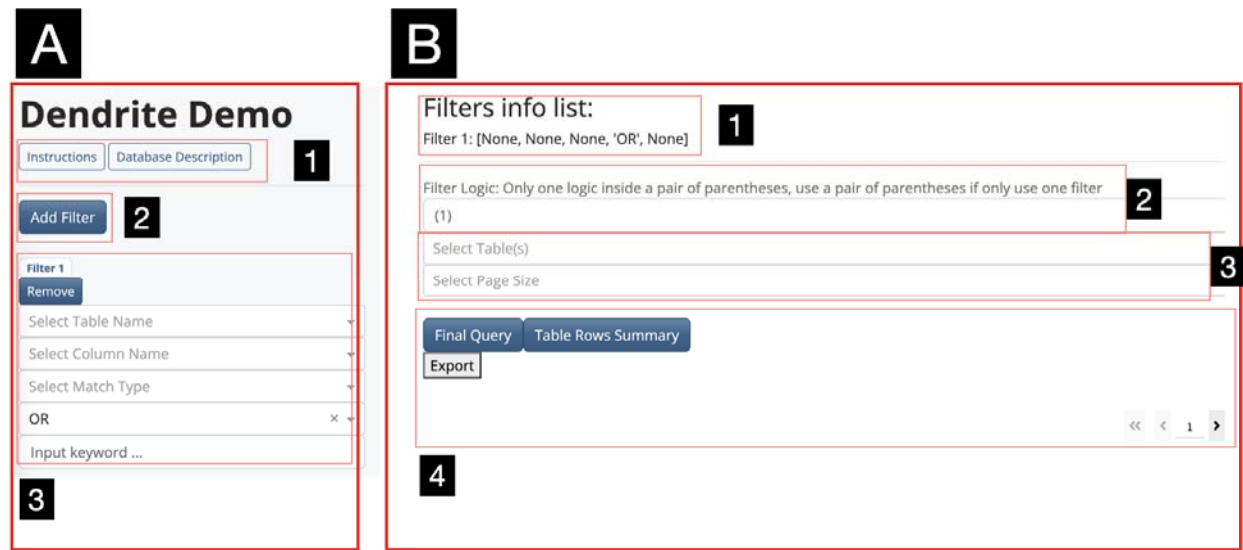 A
Dendrite Demo
Instructions
Database Description
1
Add Filter
2
Filter 1
Remove
Select Table Name
Select Column Name
Select Match Type
OR ×
Input keyword ...
3
B
Filters info list:
Filter 1: [None, None, None, 'OR', None]
1
Filter Logic: Only one logic inside a pair of parentheses, use a pair of parentheses if only use one filter
(1)
2
Select Table(s)
Select Page Size
3
Final Query
Table Rows Summary
Export
« < 1 >
4